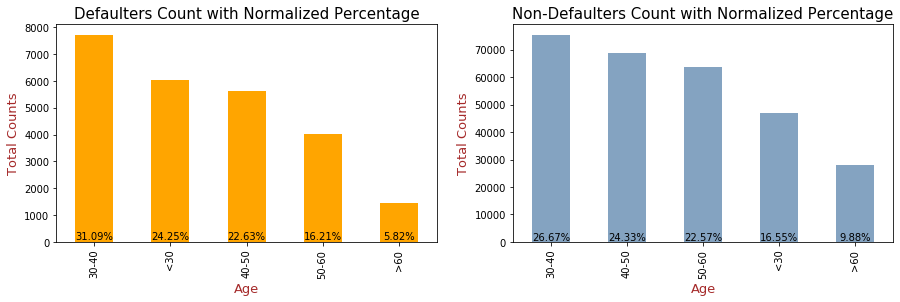 Defaulters Count with Normalized Percentage
Total Counts
8000
7000
6000
5000
4000
3000
2000
1000
0
31.09% 24.25% 22.63% 16.21% 5.82%
30-40 <30 40-50 50-60 >60
Age
Non-Defaulters Count with Normalized Percentage
Total Counts
70000
60000
50000
40000
30000
20000
10000
0
26.67% 24.33% 22.57% 16.55% 9.88%
30-40 40-50 50-60 <30 >60
Age